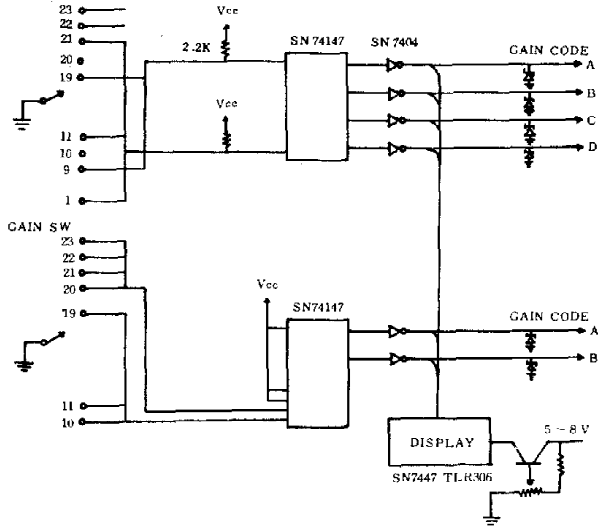 23
22
21
20
19
11
10
9
1
Vcc
2.2K
Vcc
SN 74147
SN 7404
GAIN CODE
A
B
C
D
GAIN SW
23
22
21
20
19
11
10
Vcc
SN74147
GAIN CODE
A
B
DISPLAY
SN7447 TLR306
5 ~ 8 V